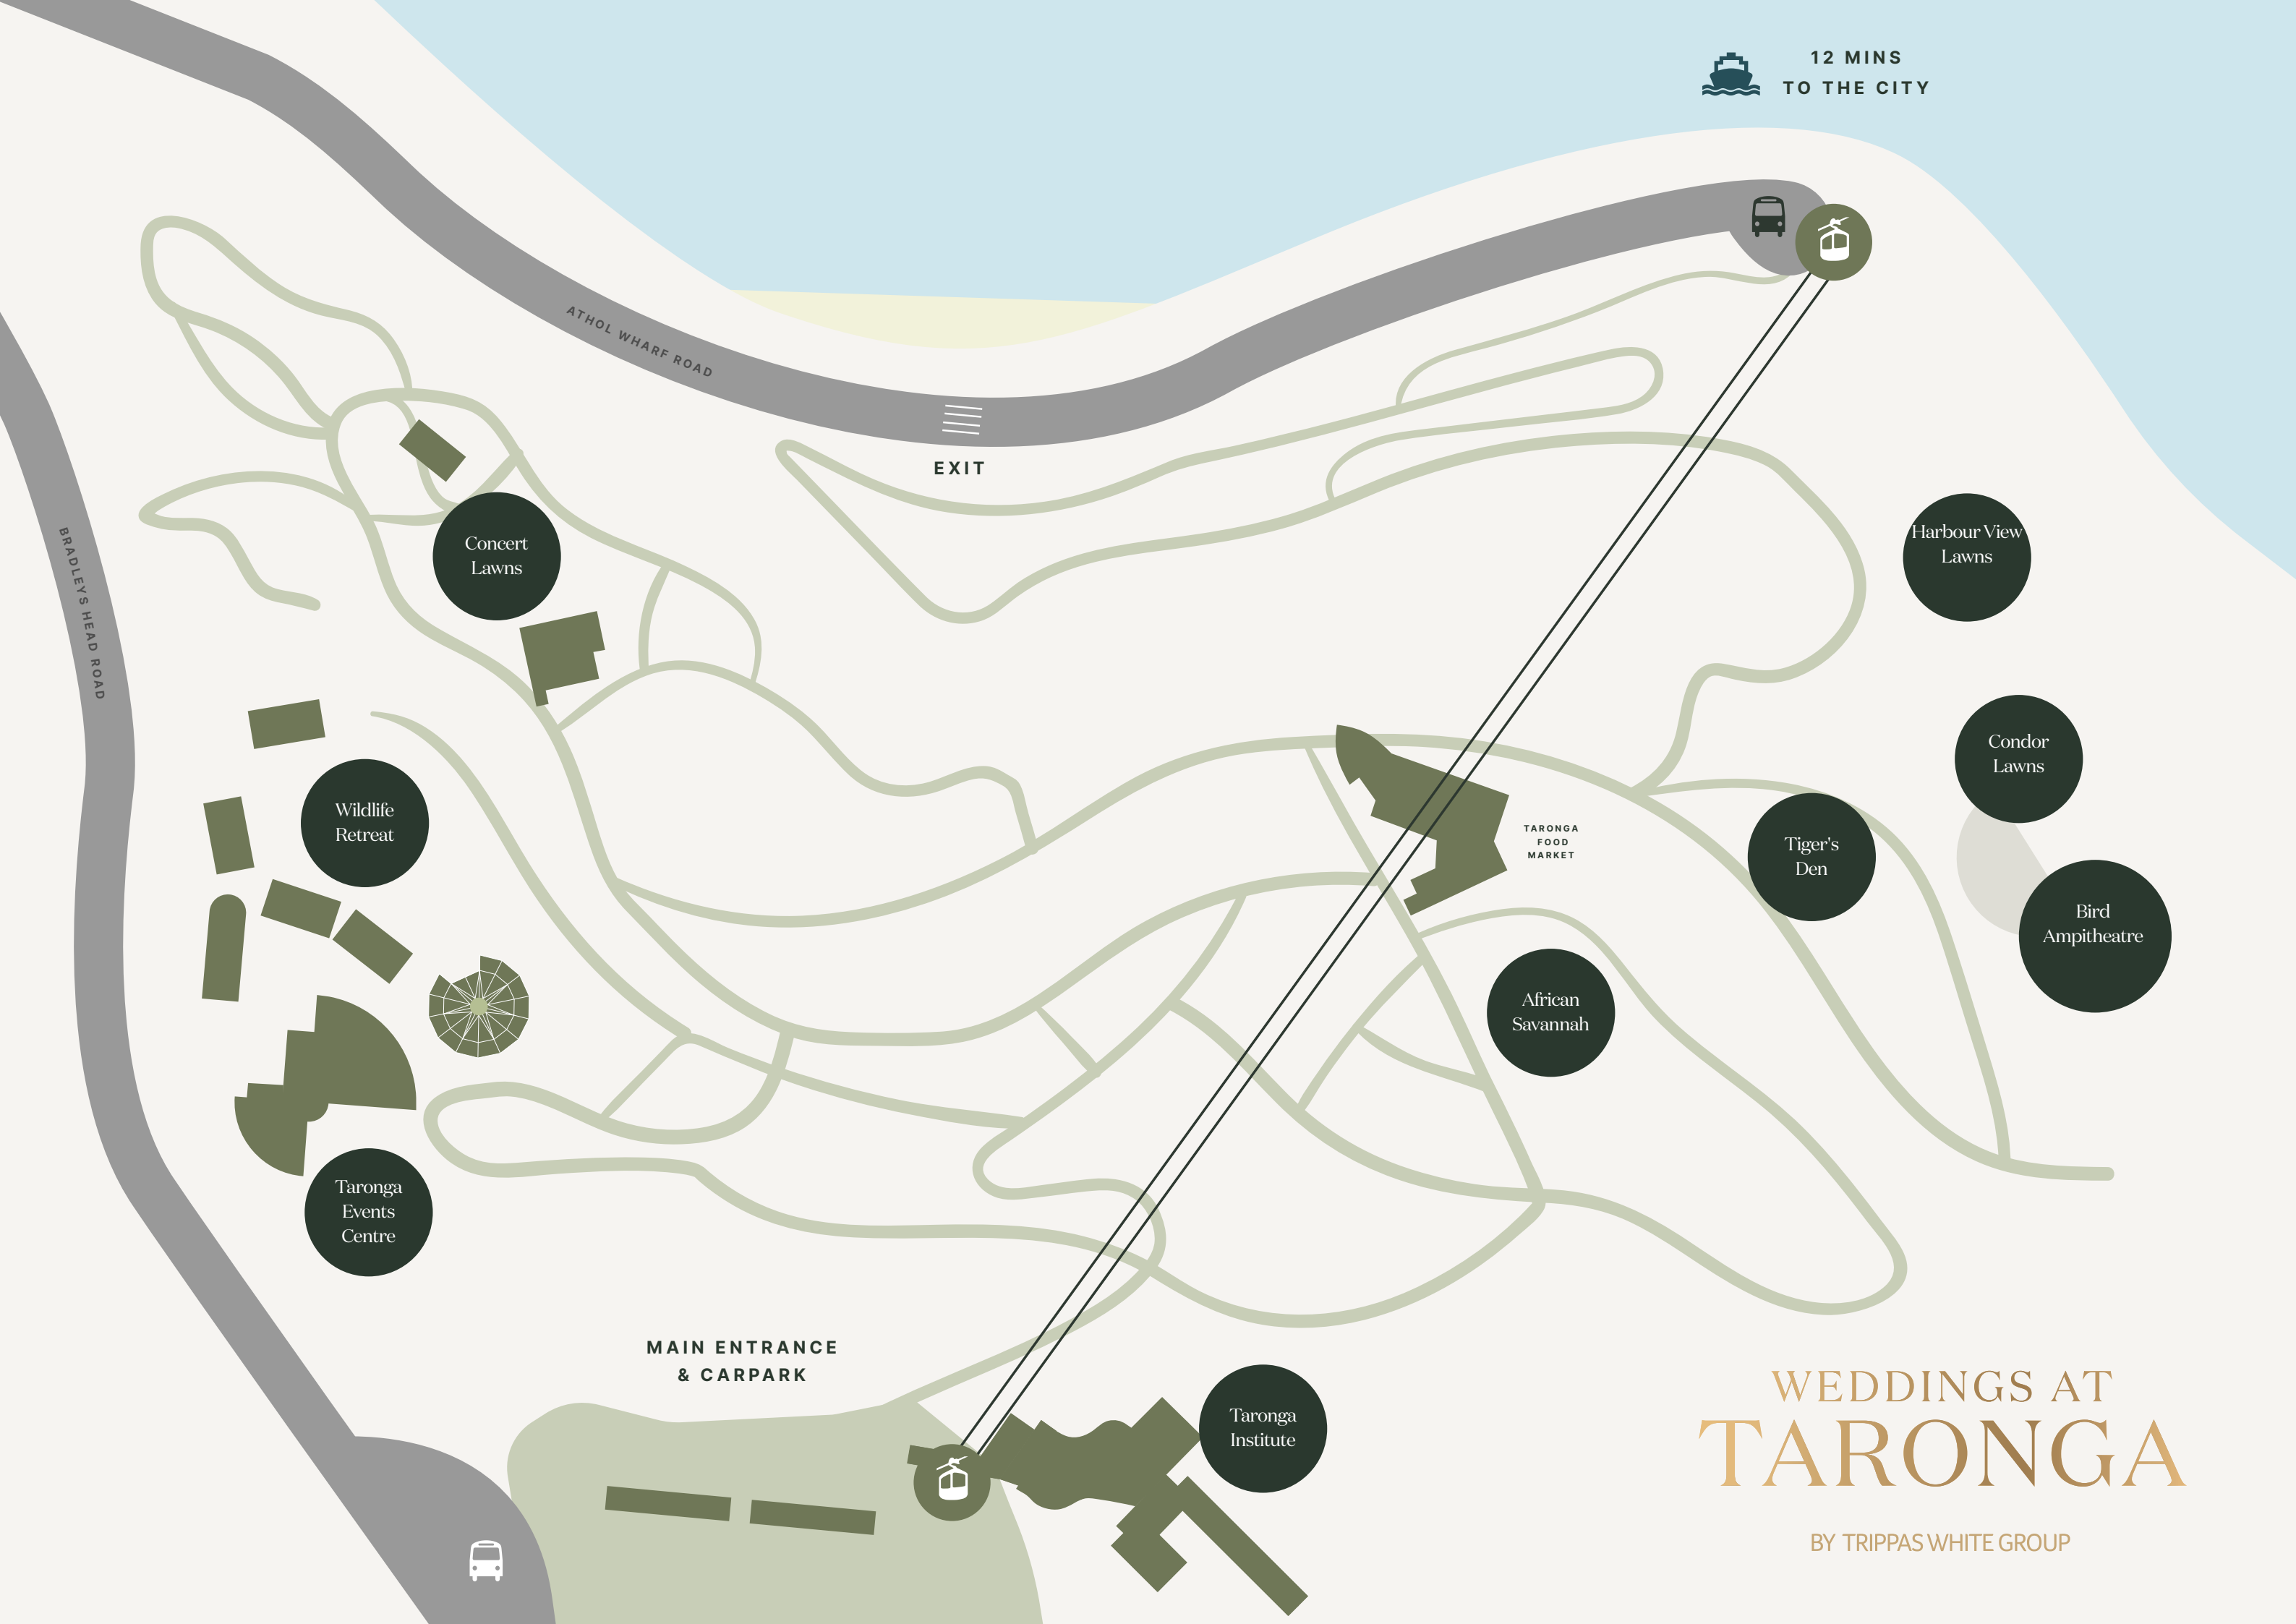 12 MINS
TO THE CITY
ATHOL WHARF ROAD
EXIT
BRADLEYS HEAD ROAD
Concert
Lawns
Harbour View
Lawns
Condor
Lawns
Wildlife
Retreat
TARONGA
FOOD
MARKET
Tiger's
Den
Bird
Ampitheatre
African
Savannah
Taronga
Events
Centre
MAIN ENTRANCE
& CARPARK
Taronga
Institute
WEDDINGS AT
TARONGA
BY TRIPPAS WHITE GROUP